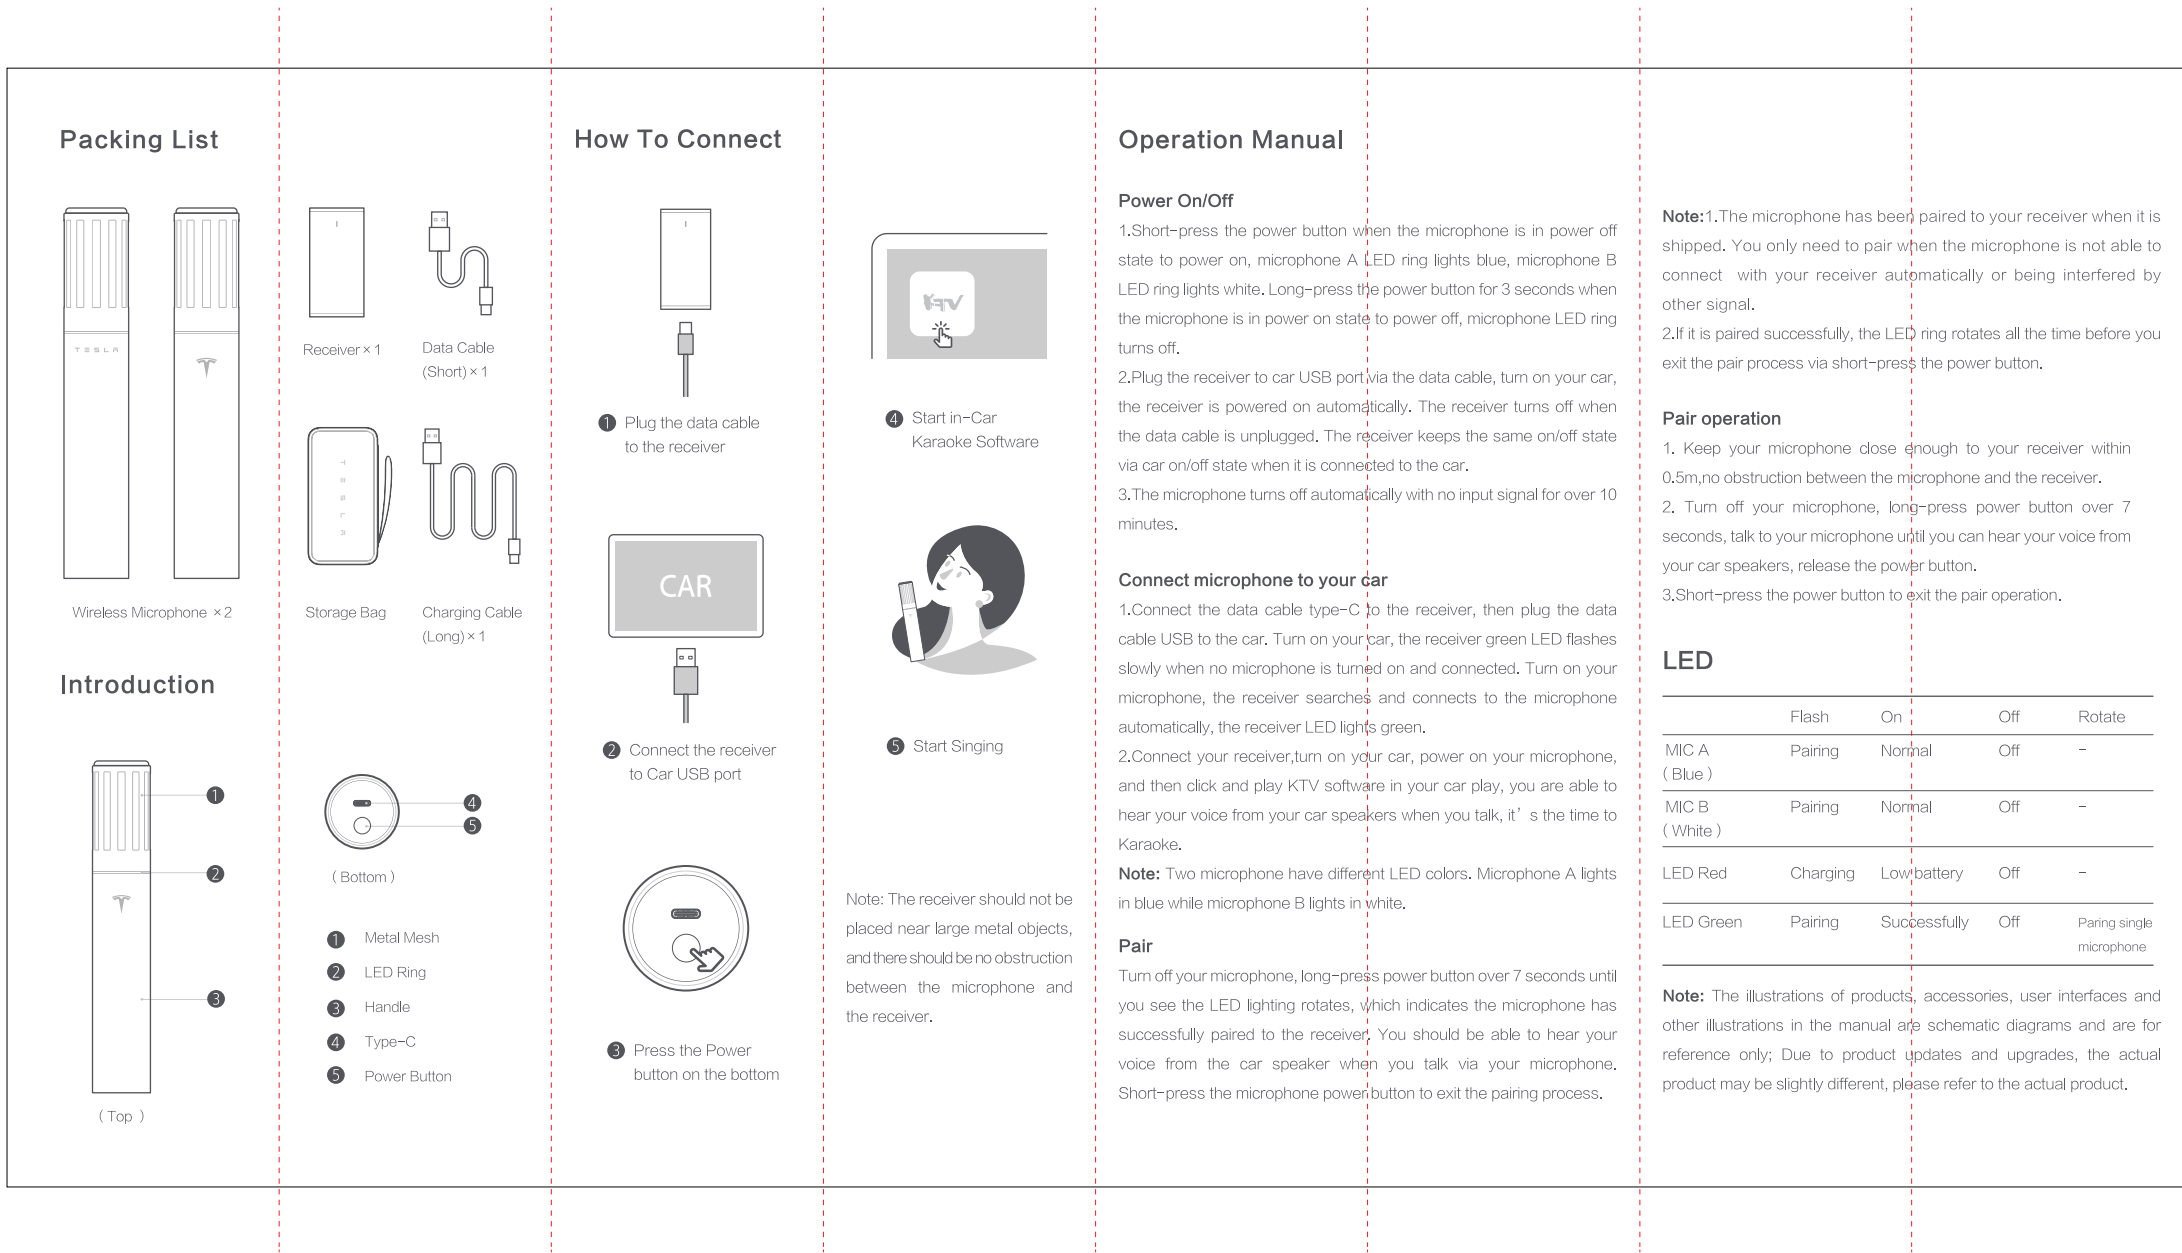 Packing List
TESLA
Wireless Microphone ×2
Receiver×1
Data Cable
(Short)×1
TESLA
Storage Bag
Charging Cable
(Long)×1
Introduction
1
2
3
(Top )
4
5
(Bottom)
1 Metal Mesh
2 LED Ring
3 Handle
4 Type-C
5 Power Button
How To Connect
1 Plug the data cable
to the receiver
CAR
2 Connect the receiver
to Car USB port
3 Press the Power
button on the bottom
KTV
4 Start in-Car
Karaoke Software
5 Start Singing
Note: The receiver should not be
placed near large metal objects,
and there should be no obstruction
between the microphone and
the receiver.
Operation Manual
Power On/Off
1.Short-press the power button when the microphone is in power off
state to power on, microphone A LED ring lights blue, microphone B
LED ring lights white. Long-press the power button for 3 seconds when
the microphone is in power on state to power off, microphone LED ring
turns off.
2.Plug the receiver to car USB port via the data cable, turn on your car,
the receiver is powered on automatically. The receiver turns off when
the data cable is unplugged. The receiver keeps the same on/off state
via car on/off state when it is connected to the car.
3.The microphone turns off automatically with no input signal for over 10
minutes.
Connect microphone to your car
1.Connect the data cable type-C to the receiver, then plug the data
cable USB to the car. Turn on your car, the receiver green LED flashes
slowly when no microphone is turned on and connected. Turn on your
microphone, the receiver searches and connects to the microphone
automatically, the receiver LED lights green.
2.Connect your receiver,turn on your car, power on your microphone,
and then click and play KTV software in your car play, you are able to
hear your voice from your car speakers when you talk, it's the time to
Karaoke.
Note: Two microphone have different LED colors. Microphone A lights
in blue while microphone B lights in white.
Pair
Turn off your microphone, long-press power button over 7 seconds until
you see the LED lighting rotates, which indicates the microphone has
successfully paired to the receiver. You should be able to hear your
voice from the car speaker when you talk via your microphone.
Short-press the microphone power button to exit the pairing process.
Note:1.The microphone has been paired to your receiver when it is
shipped. You only need to pair when the microphone is not able to
connect with your receiver automatically or being interfered by
other signal.
2.If it is paired successfully, the LED ring rotates all the time before you
exit the pair process via short-press the power button.
Pair operation
1. Keep your microphone close enough to your receiver within
0.5m,no obstruction between the microphone and the receiver.
2. Turn off your microphone, long-press power button over 7
seconds, talk to your microphone until you can hear your voice from
your car speakers, release the power button.
3.Short-press the power button to exit the pair operation.
LED
Flash On Off Rotate
MIC A Pairing Normal Off -
(Blue)
MIC B Pairing Normal Off -
(White)
LED Red Charging Low battery Off -
LED Green Pairing Successfully Off Paring single
microphone
Note: The illustrations of products, accessories, user interfaces and
other illustrations in the manual are schematic diagrams and are for
reference only; Due to product updates and upgrades, the actual
product may be slightly different, please refer to the actual product.